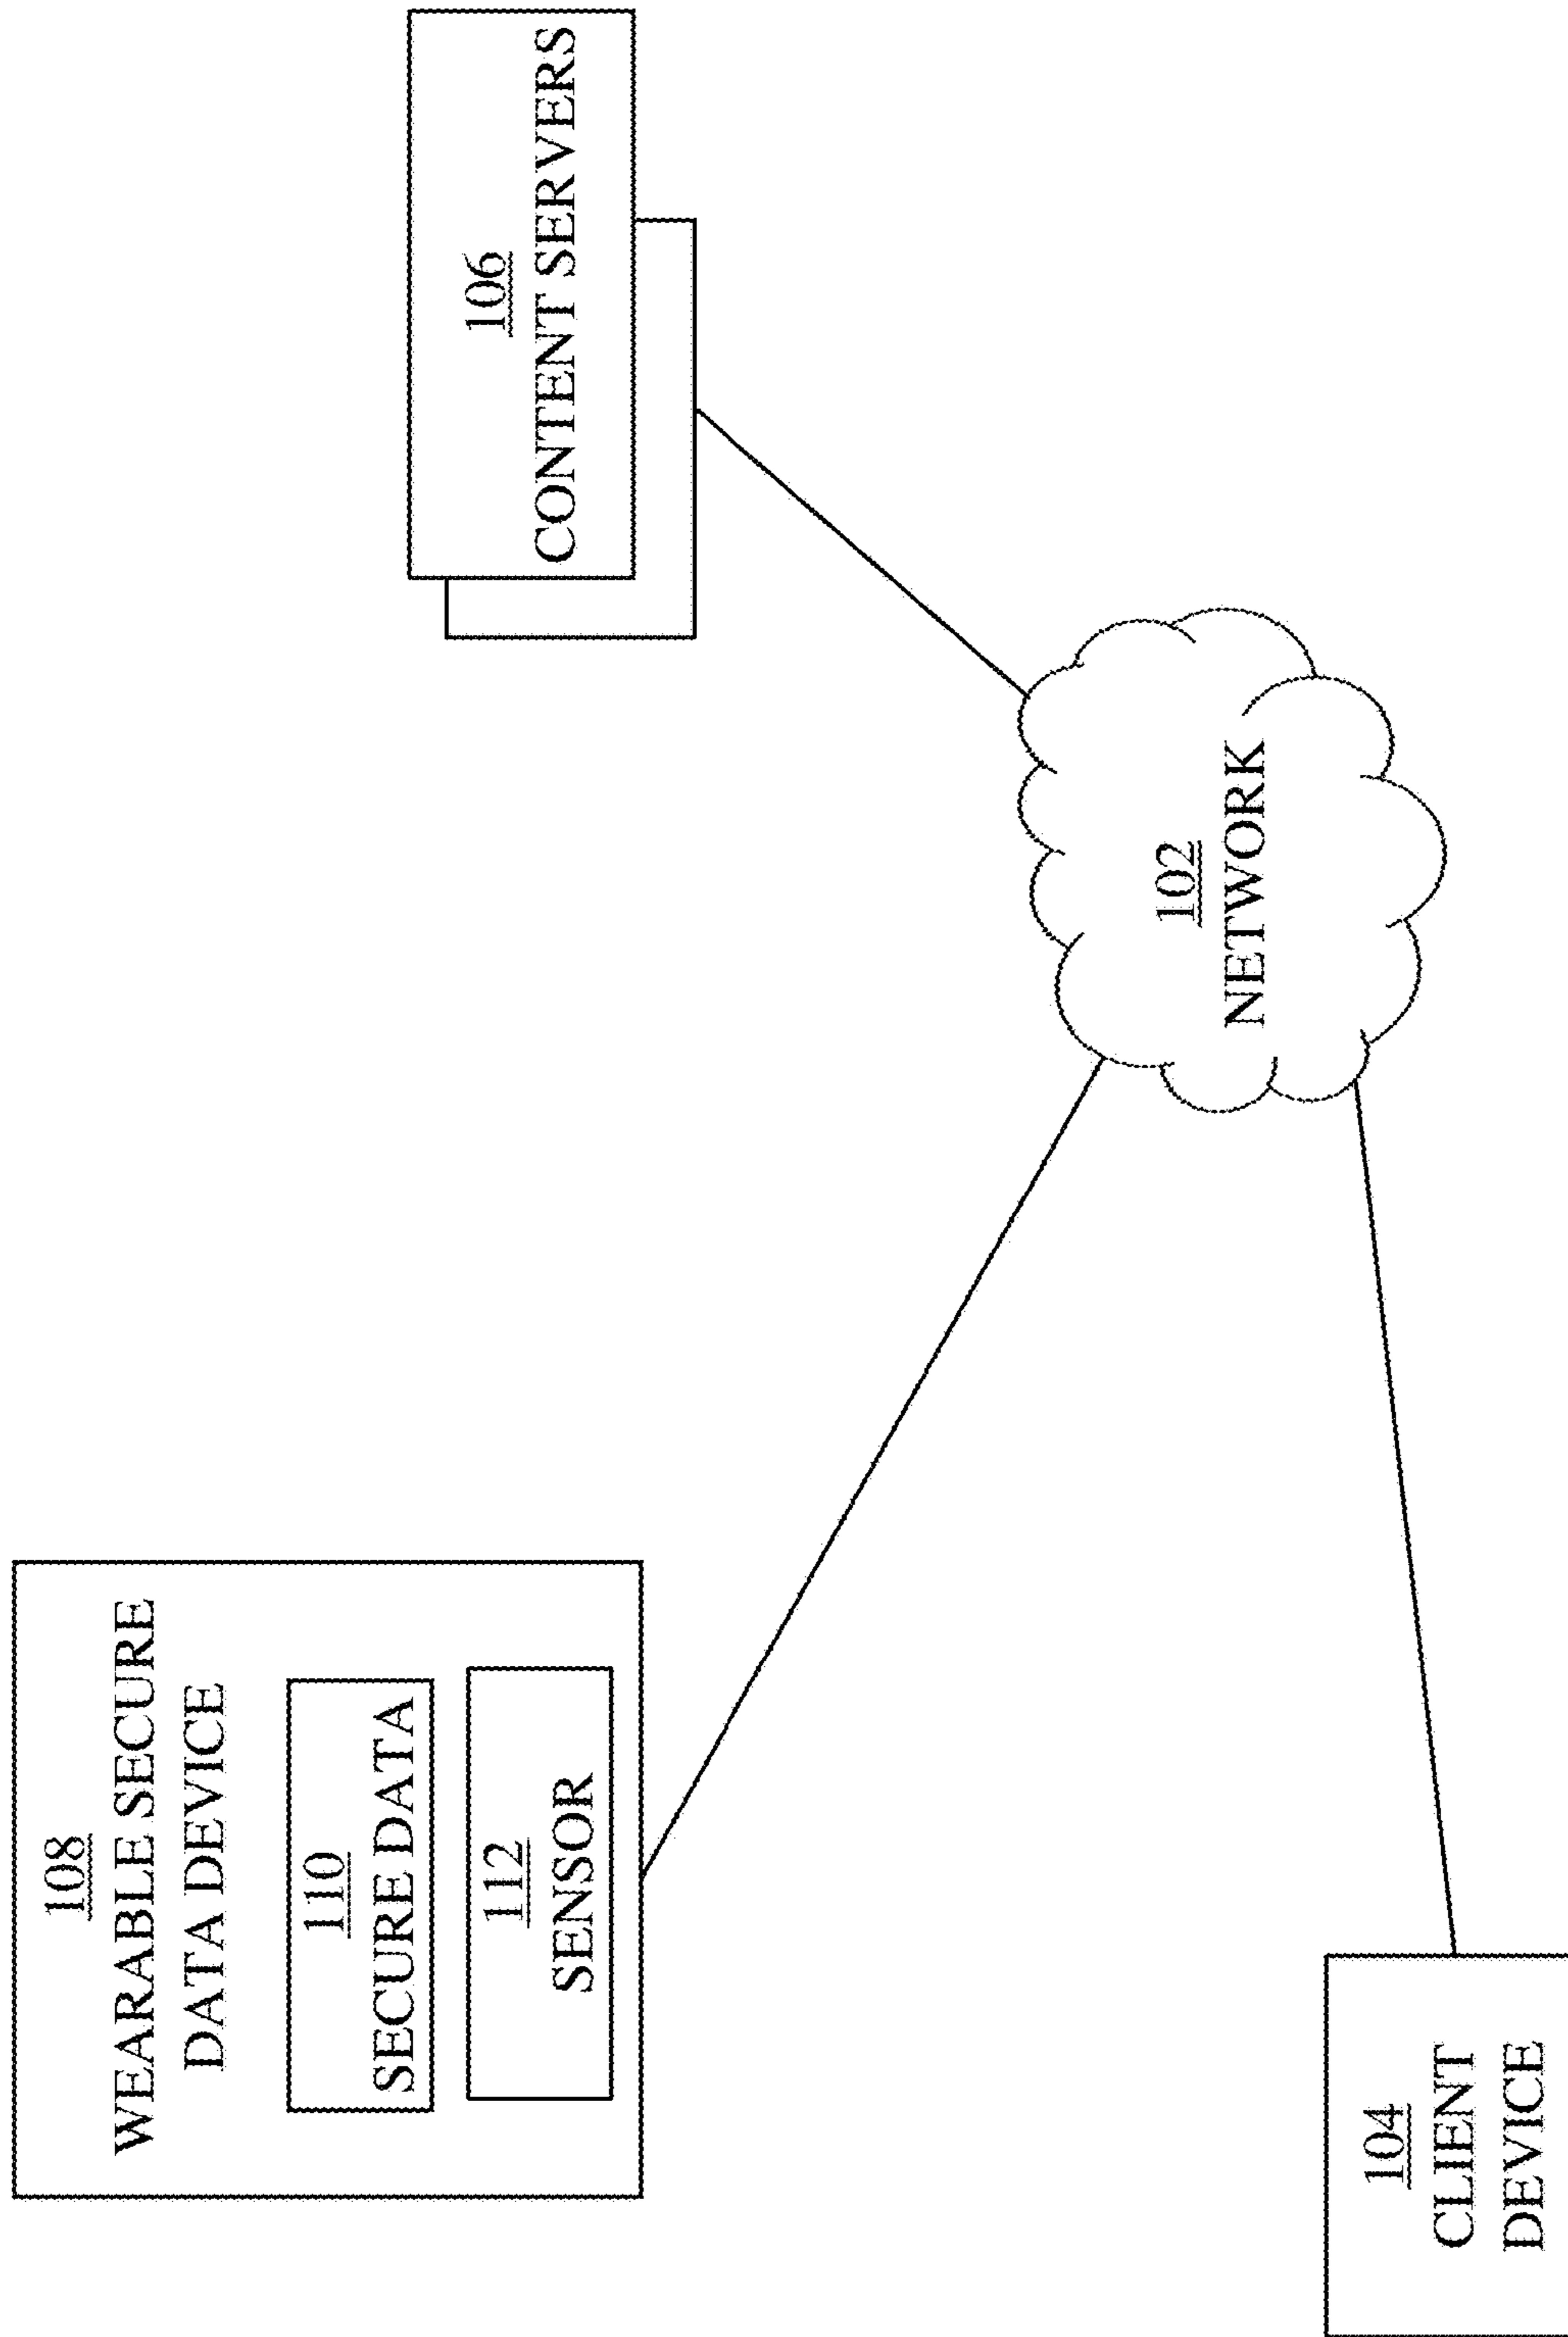 108
WEARABLE SECURE
DATA DEVICE
110
SECURE DATA
112
SENSOR
106
CONTENT SERVERS
102
NETWORK
104
CLIENT
DEVICE